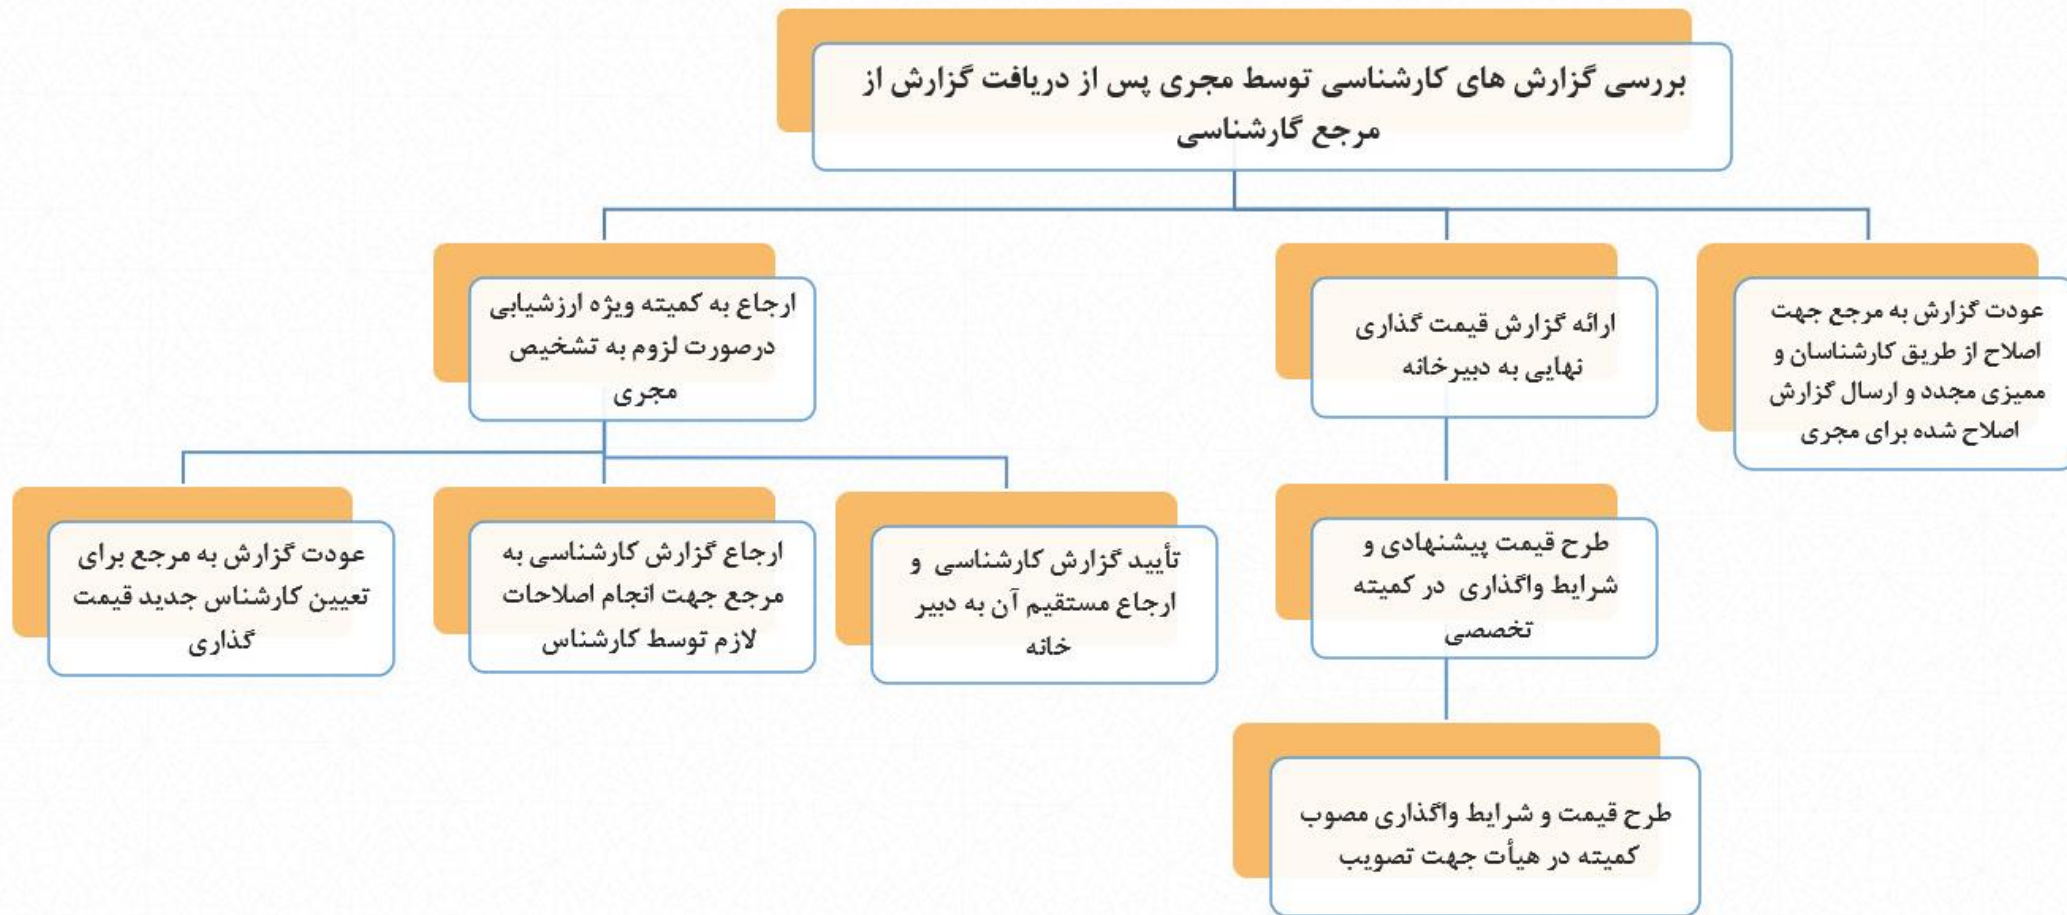 بررسی گزارش های کارشناسی توسط مجری پس از دریافت گزارش از
مرجع گارشناسی
عودت گزارش به مرجع جهت
اصلاح از طریق کارشناسان و
ممیزی مجدد و ارسال گزارش
اصلاح شده برای مجری
ارائه گزارش قیمت گذاری
نهایی به دبیرخانه
ارجاع به کمیته ویژه ارزشیابی
درصورت لزوم به تشخیص
مجری
طرح قیمت پیشنهادی و
شرایط واگذاری در کمیته
تخصصی
تأیید گزارش کارشناسی و
ارجاع مستقیم آن به دبیر
خانه
ارجاع گزارش کارشناسی به
مرجع جهت انجام اصلاحات
لازم توسط کارشناس
عودت گزارش به مرجع برای
تعیین کارشناس جدید قیمت
گذاری
طرح قیمت و شرایط واگذاری مصوب
کمیته در هیأت جهت تصویب